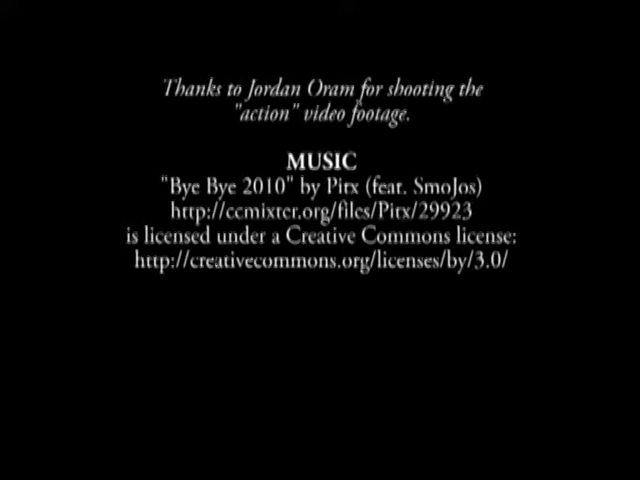 Thanks to Jordan Oram for shooting the
"action" video footage.
MUSIC
"Bye Bye 2010" by Pitx (feat. SmoJos)
http://ccmixter.org/files/Pitx/29923
is licensed under a Creative Commons license:
http://creativecommons.org/licenses/by/3.0/